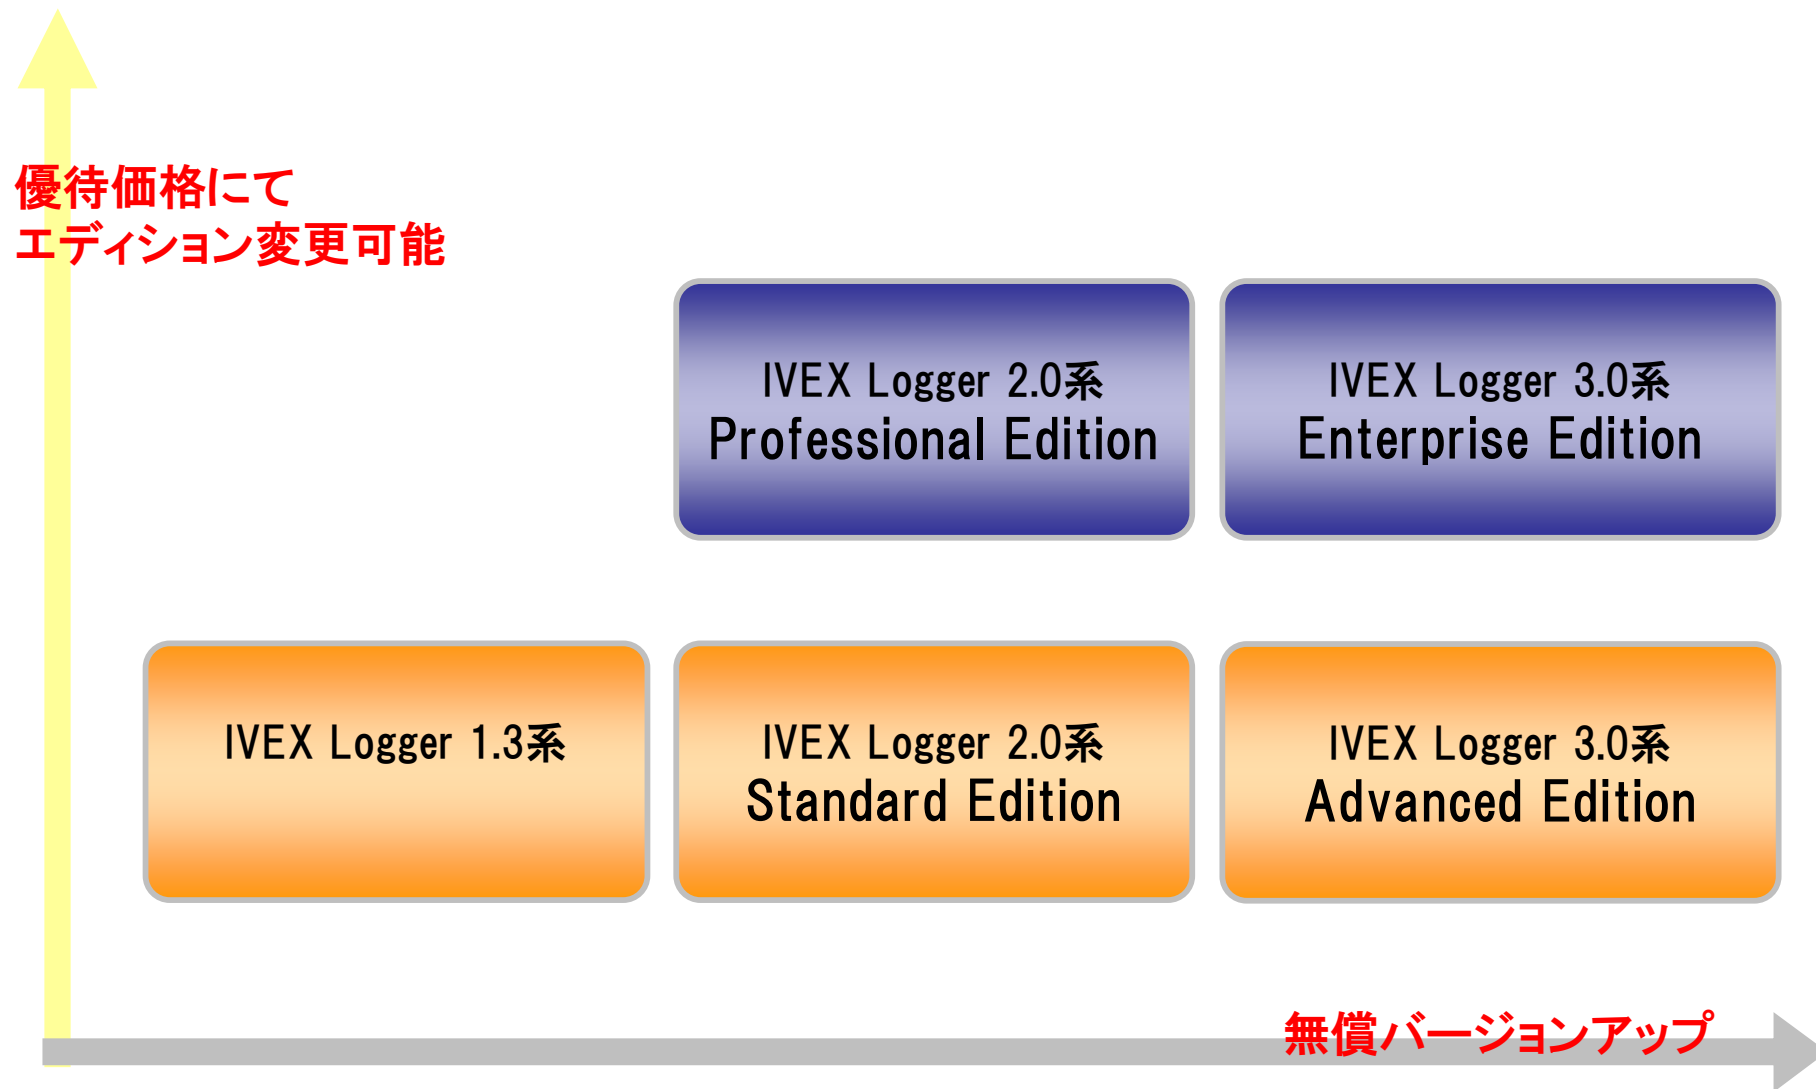 優待価格にて
エディション変更可能
IVEX Logger 2.0系
Professional Edition
IVEX Logger 3.0系
Enterprise Edition
IVEX Logger 1.3系
IVEX Logger 2.0系
Standard Edition
IVEX Logger 3.0系
Advanced Edition
無償バージョンアップ